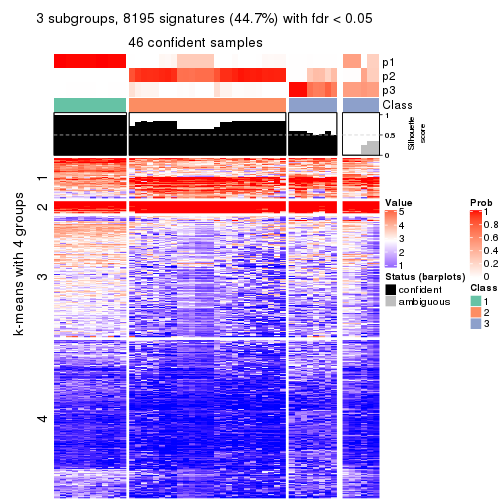 3 subgroups, 8195 signatures (44.7%) with fdr < 0.05
46 confident samples
p1
p2
p3
Class
1
0.5
0
Silhouette
score
k-means with 4 groups
1
2
3
4
Value
5
4
3
2
1
Status (barplots)
confident
ambiguous
Prob
1
0.8
0.6
0.4
0.2
0
Class
1
2
3